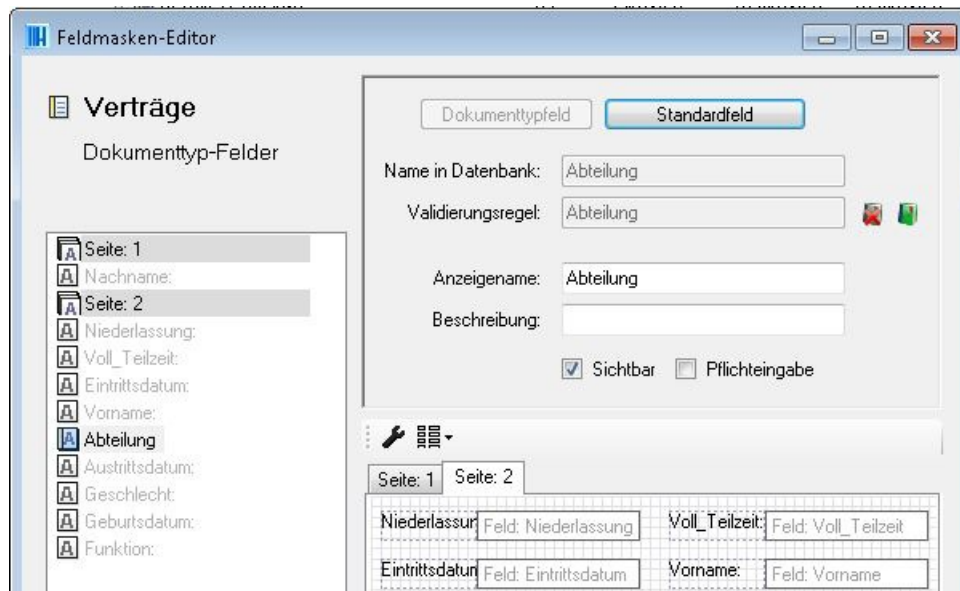 Feldmasken-Editor
Verträge
Dokumenttyp-Felder
Dokumenttypfeld
Standardfeld
Name in Datenbank: Abteilung
Validierungsregel: Abteilung
Anzeigename: Abteilung
Beschreibung:
Sichtbar
Pflichteingabe
Seite: 1
Nachname:
Seite: 2
Niederlassung:
Voll_Teilzeit:
Eintrittsdatum:
Vorname:
Abteilung
Austrittsdatum:
Geschlecht:
Geburtsdatum:
Funktion:
Seite: 1
Seite: 2
Niederlassun Feld: Niederlassung Voll_Teilzeit: Feld: Voll_Teilzeit
Eintrittsdatun Feld: Eintrittsdatum Vorname: Feld: Vorname